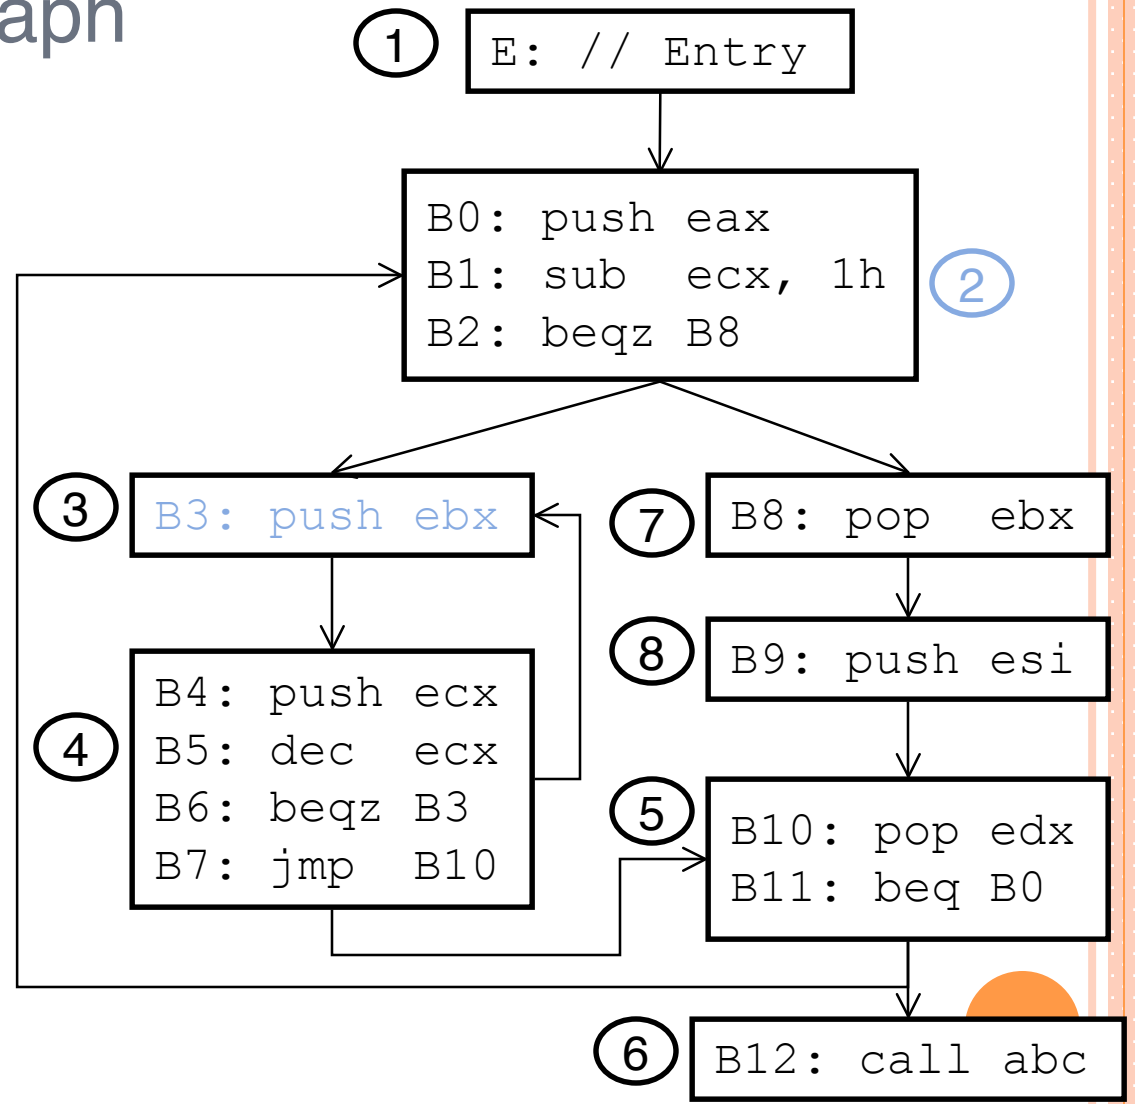 aph
1
E: // Entry
B0: push eax
B1: sub ecx, 1h
B2: beqz B8
2
3
B3: push ebx
7
B8: pop ebx
8
B9: push esi
4
B4: push ecx
B5: dec ecx
B6: beqz B3
B7: jmp B10
5
B10: pop edx
B11: beq B0
6
B12: call abc